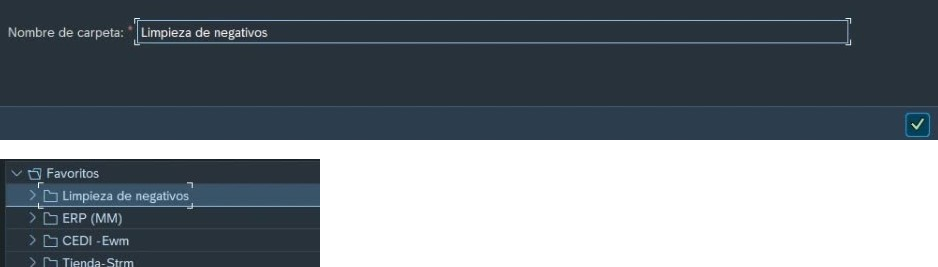 Nombre de carpeta: * Limpieza de negativos
Favoritos
Limpieza de negativos
ERP (MM)
CEDI -Ewm
Tienda-Strm